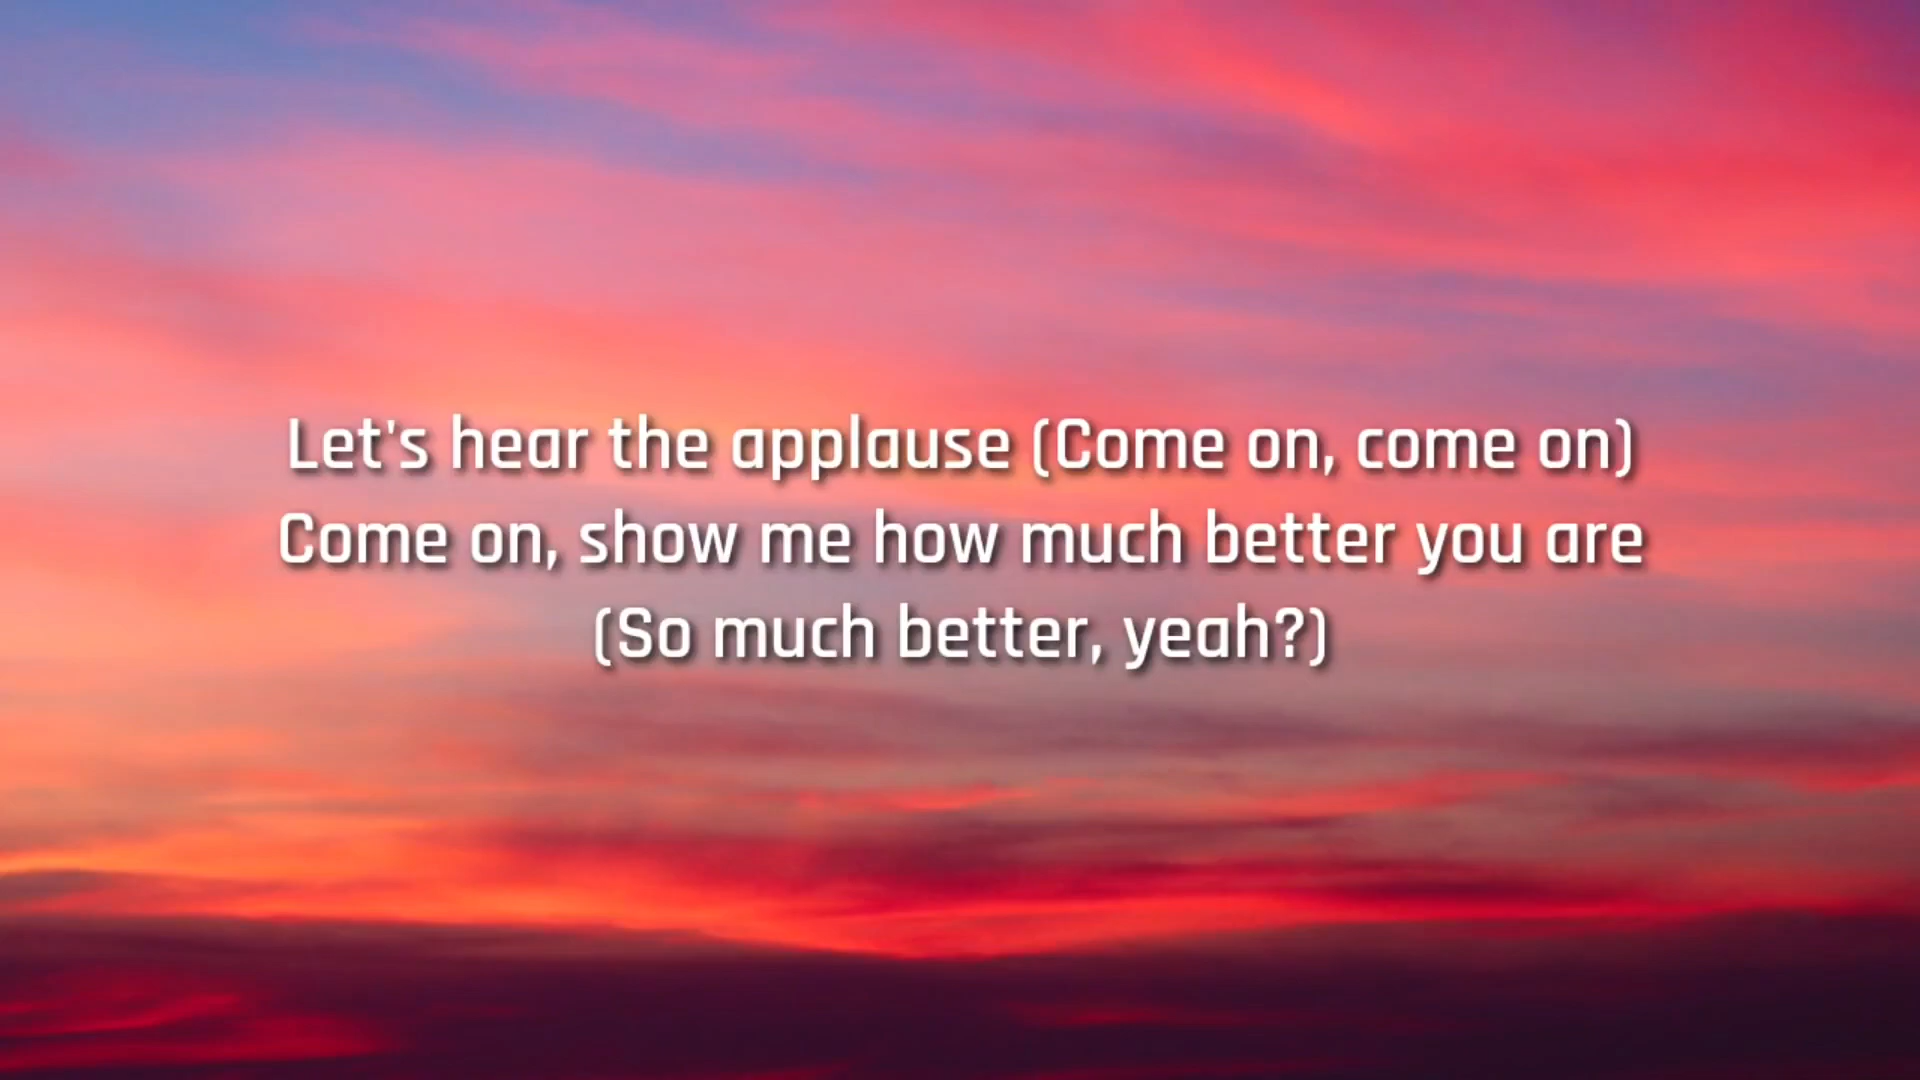 Let's hear the applause (Come on, come on)
Come on, show me how much better you are
(So much better, yeah?)